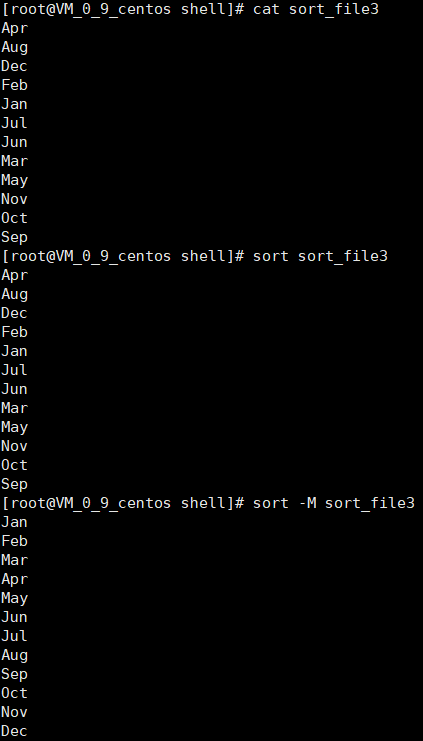 [root@VM_0_9_centos shell]# cat sort_file3
Apr
Aug
Dec
Feb
Jan
Jul
Jun
Mar
May
Nov
Oct
Sep
[root@VM_0_9_centos shell]# sort sort_file3
Apr
Aug
Dec
Feb
Jan
Jul
Jun
Mar
May
Nov
Oct
Sep
[root@VM_0_9_centos shell]# sort -M sort_file3
Jan
Feb
Mar
Apr
May
Jun
Jul
Aug
Sep
Oct
Nov
Dec